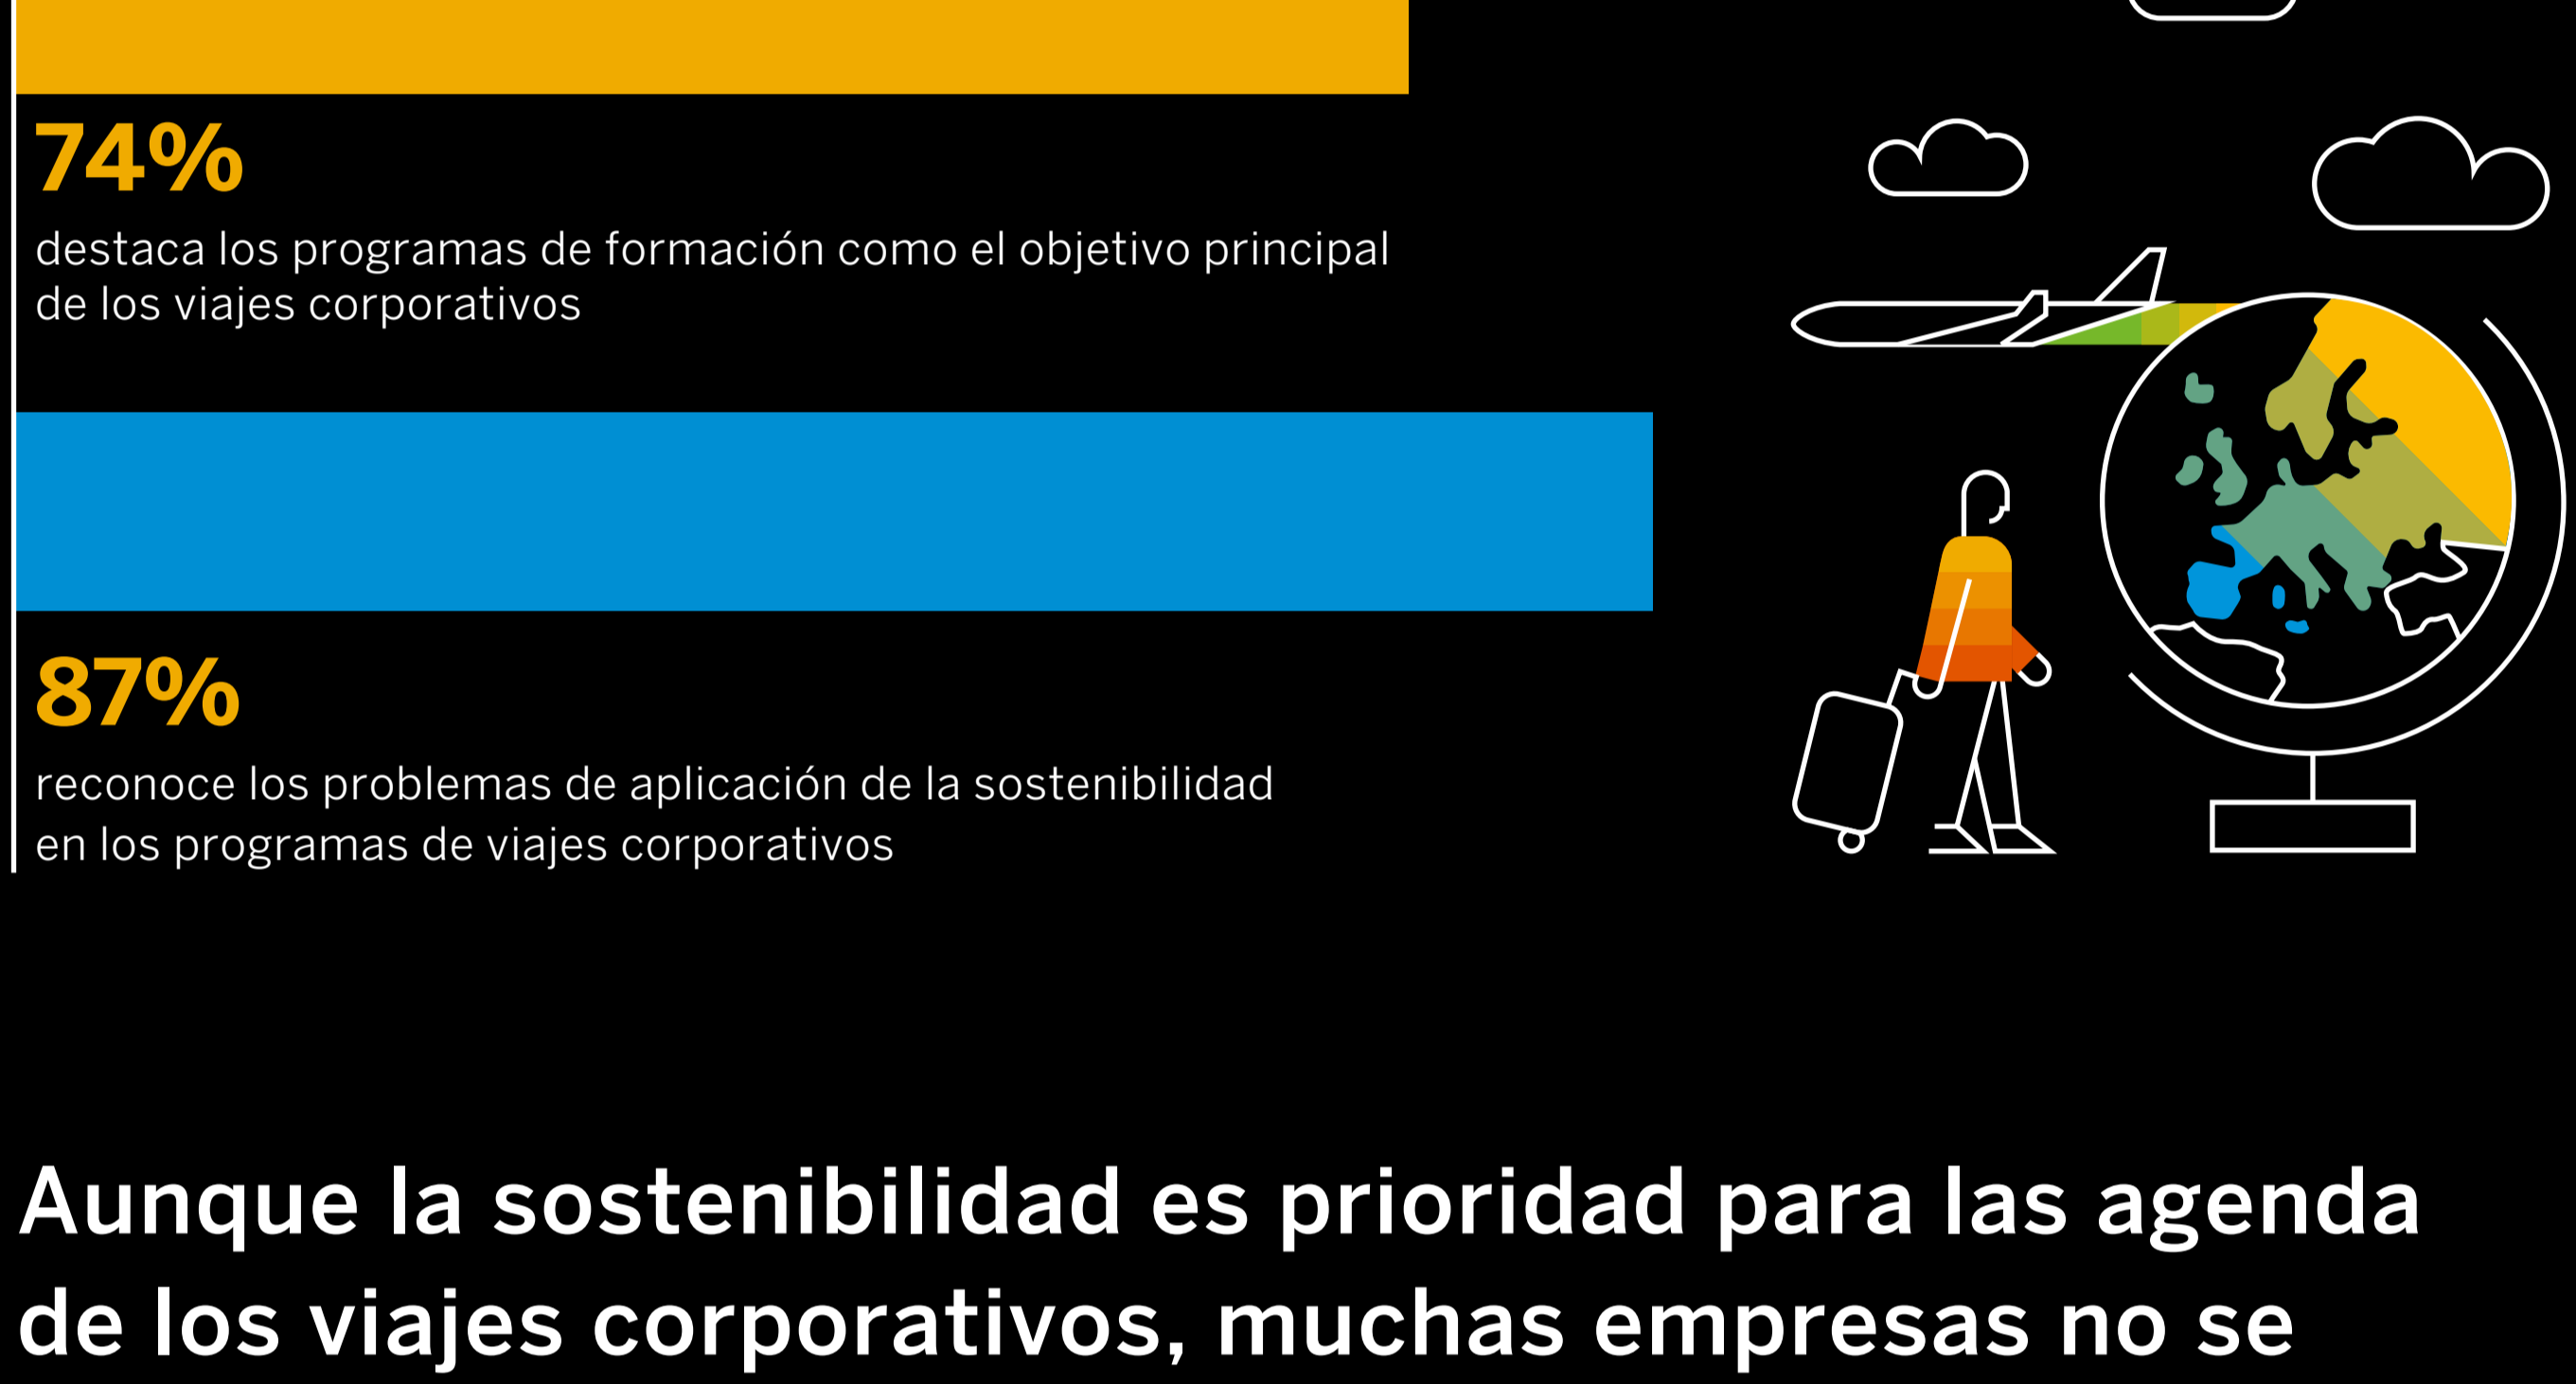 74%
destaca los programas de formación como el objetivo principal
de los viajes corporativos
87%
reconoce los problemas de aplicación de la sostenibilidad
en los programas de viajes corporativos
Aunque la sostenibilidad es prioridad para las agenda
de los viajes corporativos, muchas empresas no se